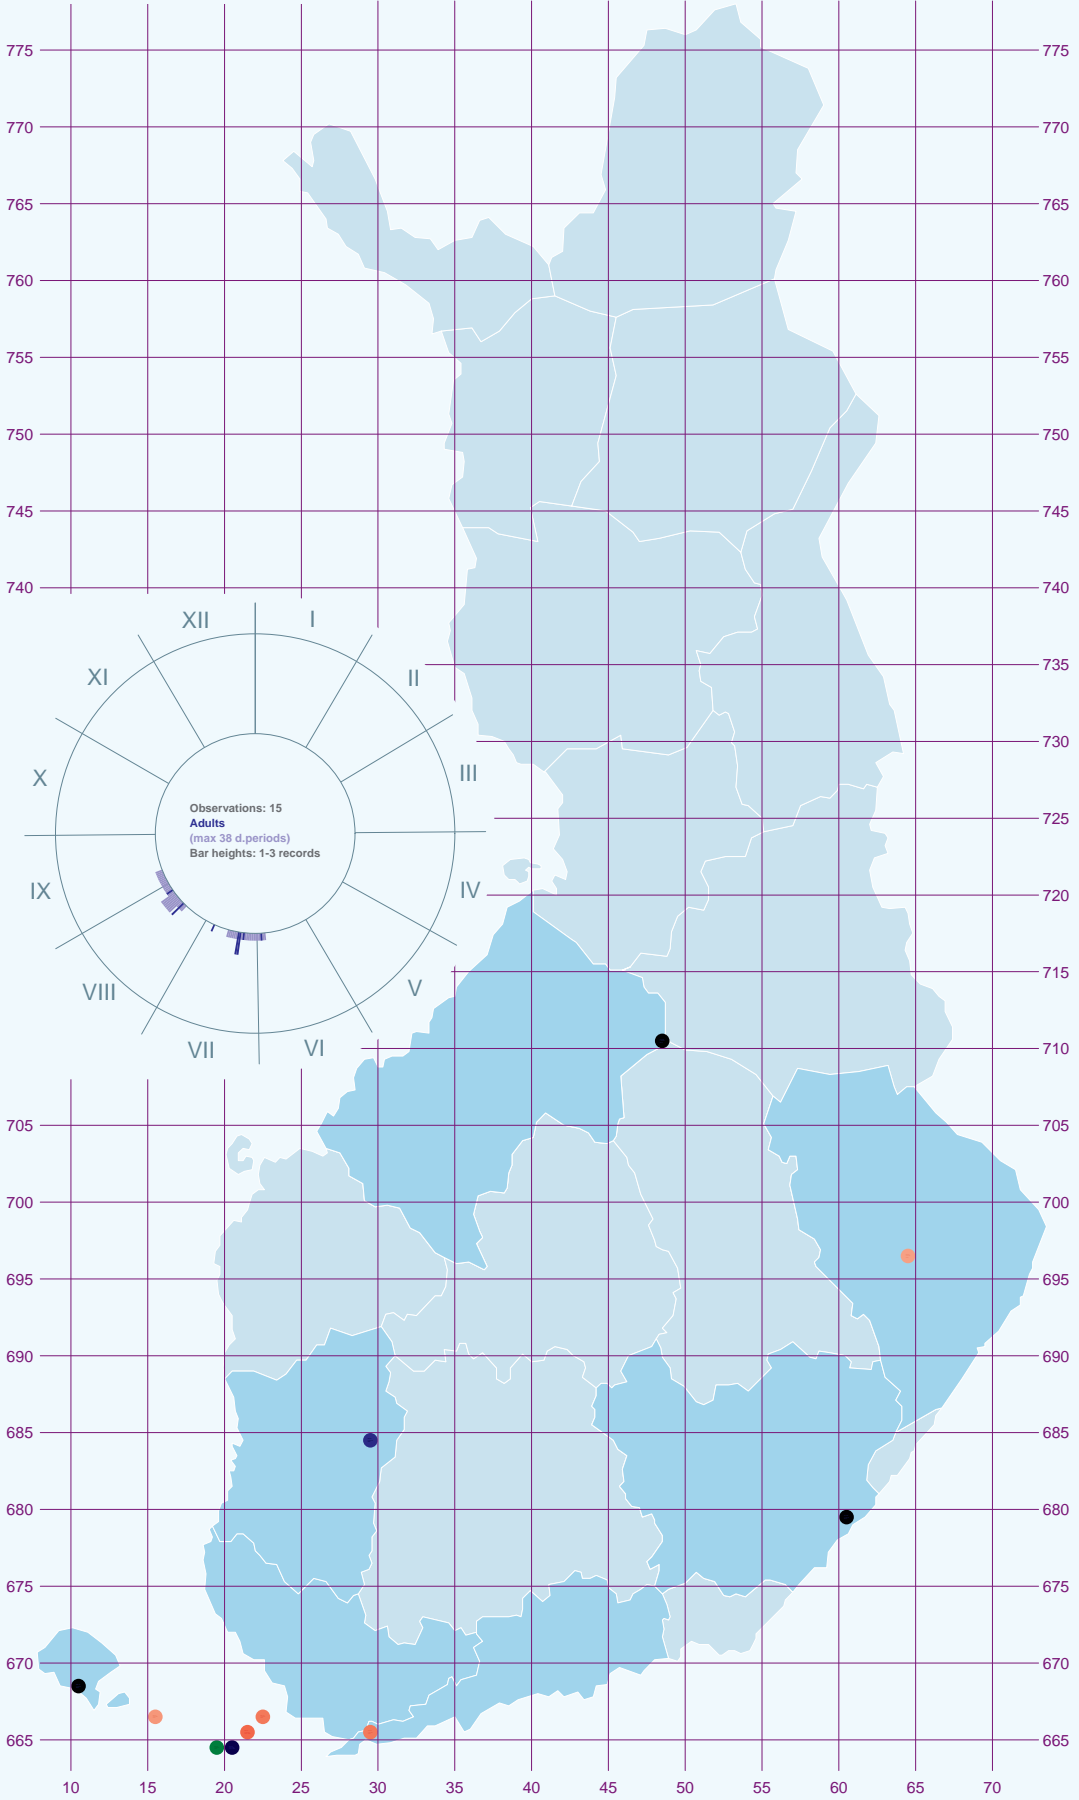 775 775
770 770
765 765
760 760
755 755
750 750
745 745
740 740
XII I
XI II
735 735
730 730
X III
725 725
Observations: 15
Adults
(max 38 d.periods)
Bar heights: 1-3 records
IX IV
720 720
715 715
VIII V
VII VI
710 710
705 705
700 700
695 695
690 690
685 685
680 680
675 675
670 670
665 665
10 15 20 25 30 35 40 45 50 55 60 65 70